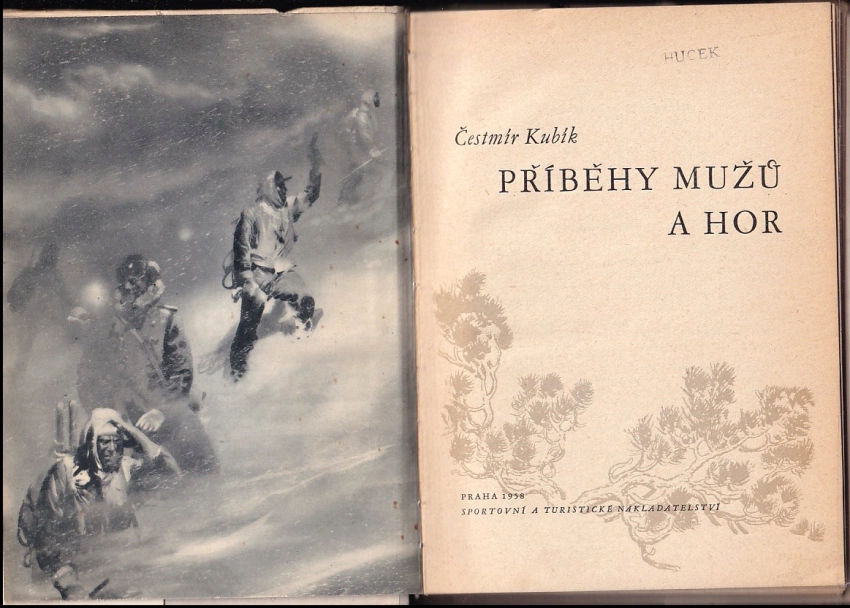 HUCEK
Čestmír Kubík
PŘÍBĚHY MUŽŮ
A HOR
PRAHA 1958
SPORTOVNÍ A TURISTICKÉ NAKLADATELSTVÍ